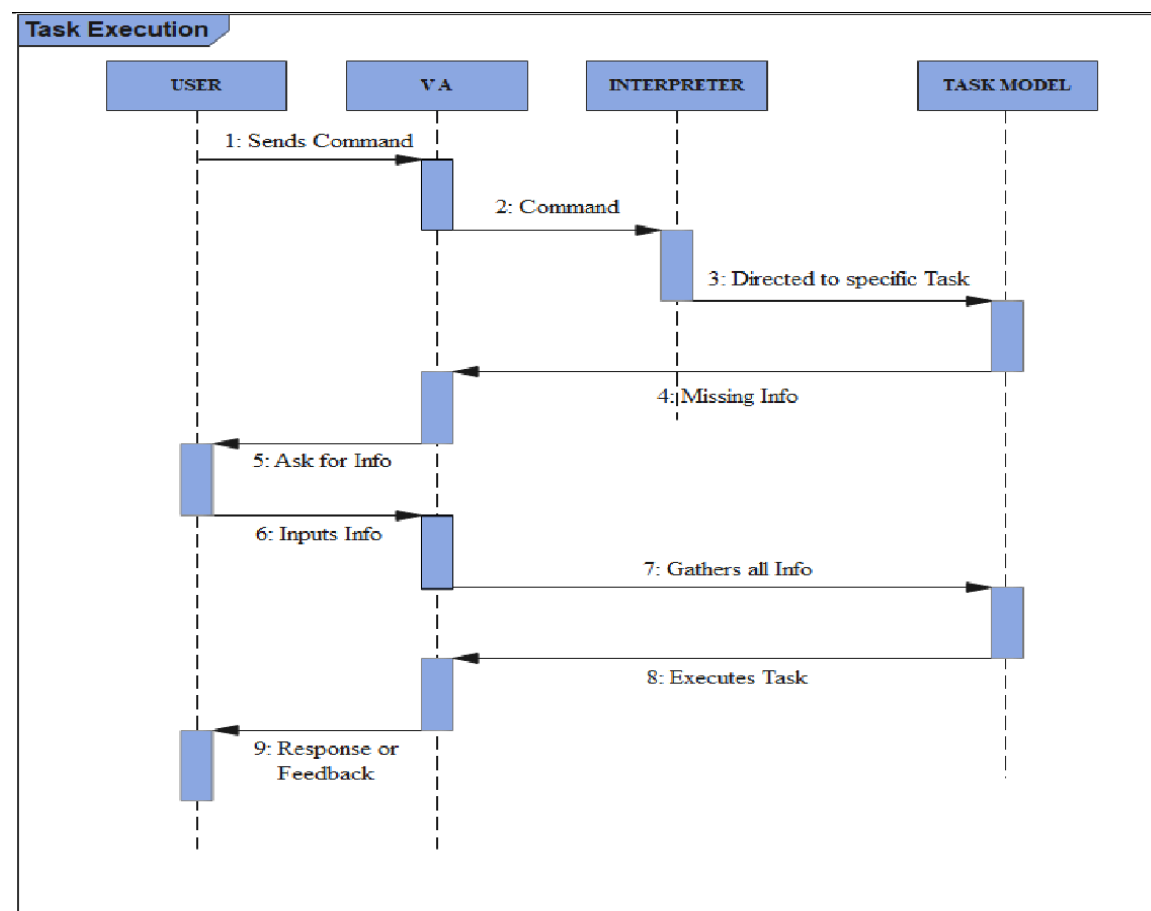 Task Execution
USER
V A
INTERPRETER
TASK MODEL
1: Sends Command
2: Command
3: Directed to specific Task
4: Missing Info
5: Ask for Info
6: Inputs Info
7: Gathers all Info
8: Executes Task
9: Response or
Feedback